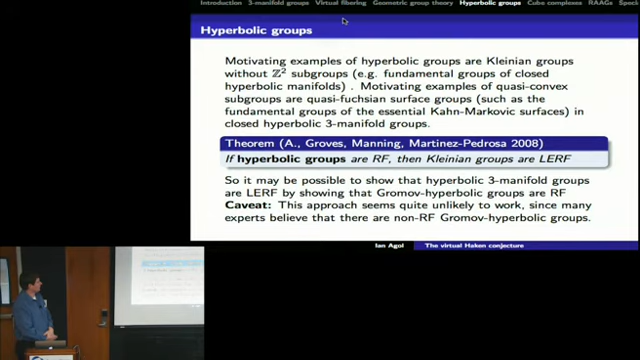 Introduction 3-manifold groups Virtual fibering Geometric group theory Hyperbolic groups Cube complexes RAAGs Speci
Hyperbolic groups
Motivating examples of hyperbolic groups are Kleinian groups
without ℤ² subgroups (e.g. fundamental groups of closed
hyperbolic manifolds) . Motivating examples of quasi-convex
subgroups are quasi-fuchsian surface groups (such as the
fundamental groups of the essential Kahn-Markovic surfaces) in
closed hyperbolic 3-manifold groups.
Theorem (A., Groves, Manning, Martinez-Pedrosa 2008)
If hyperbolic groups are RF, then Kleinian groups are LERF
So it may be possible to show that hyperbolic 3-manifold groups
are LERF by showing that Gromov-hyperbolic groups are RF
Caveat: This approach seems quite unlikely to work, since many
experts believe that there are non-RF Gromov-hyperbolic groups.
Ian Agol The virtual Haken conjecture